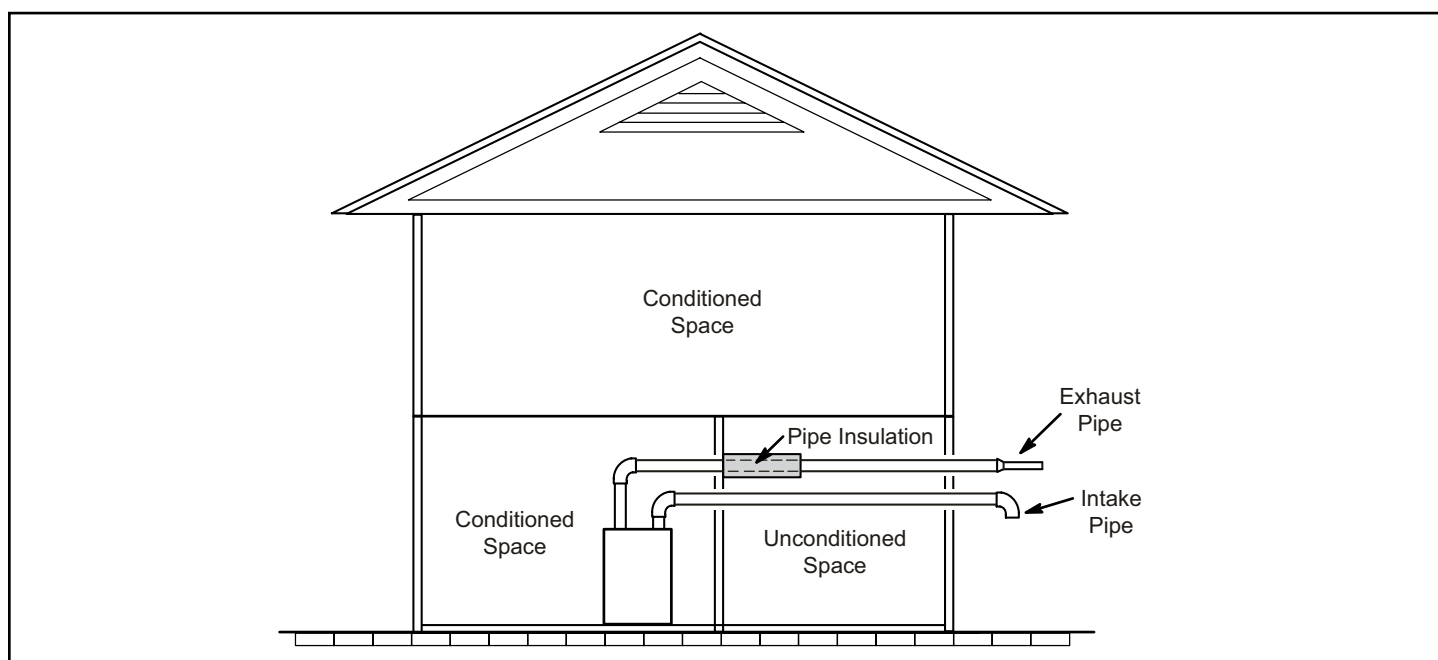 Conditioned
Space
Exhaust
Pipe
Pipe Insulation
Intake
Pipe
Conditioned
Space
Unconditioned
Space